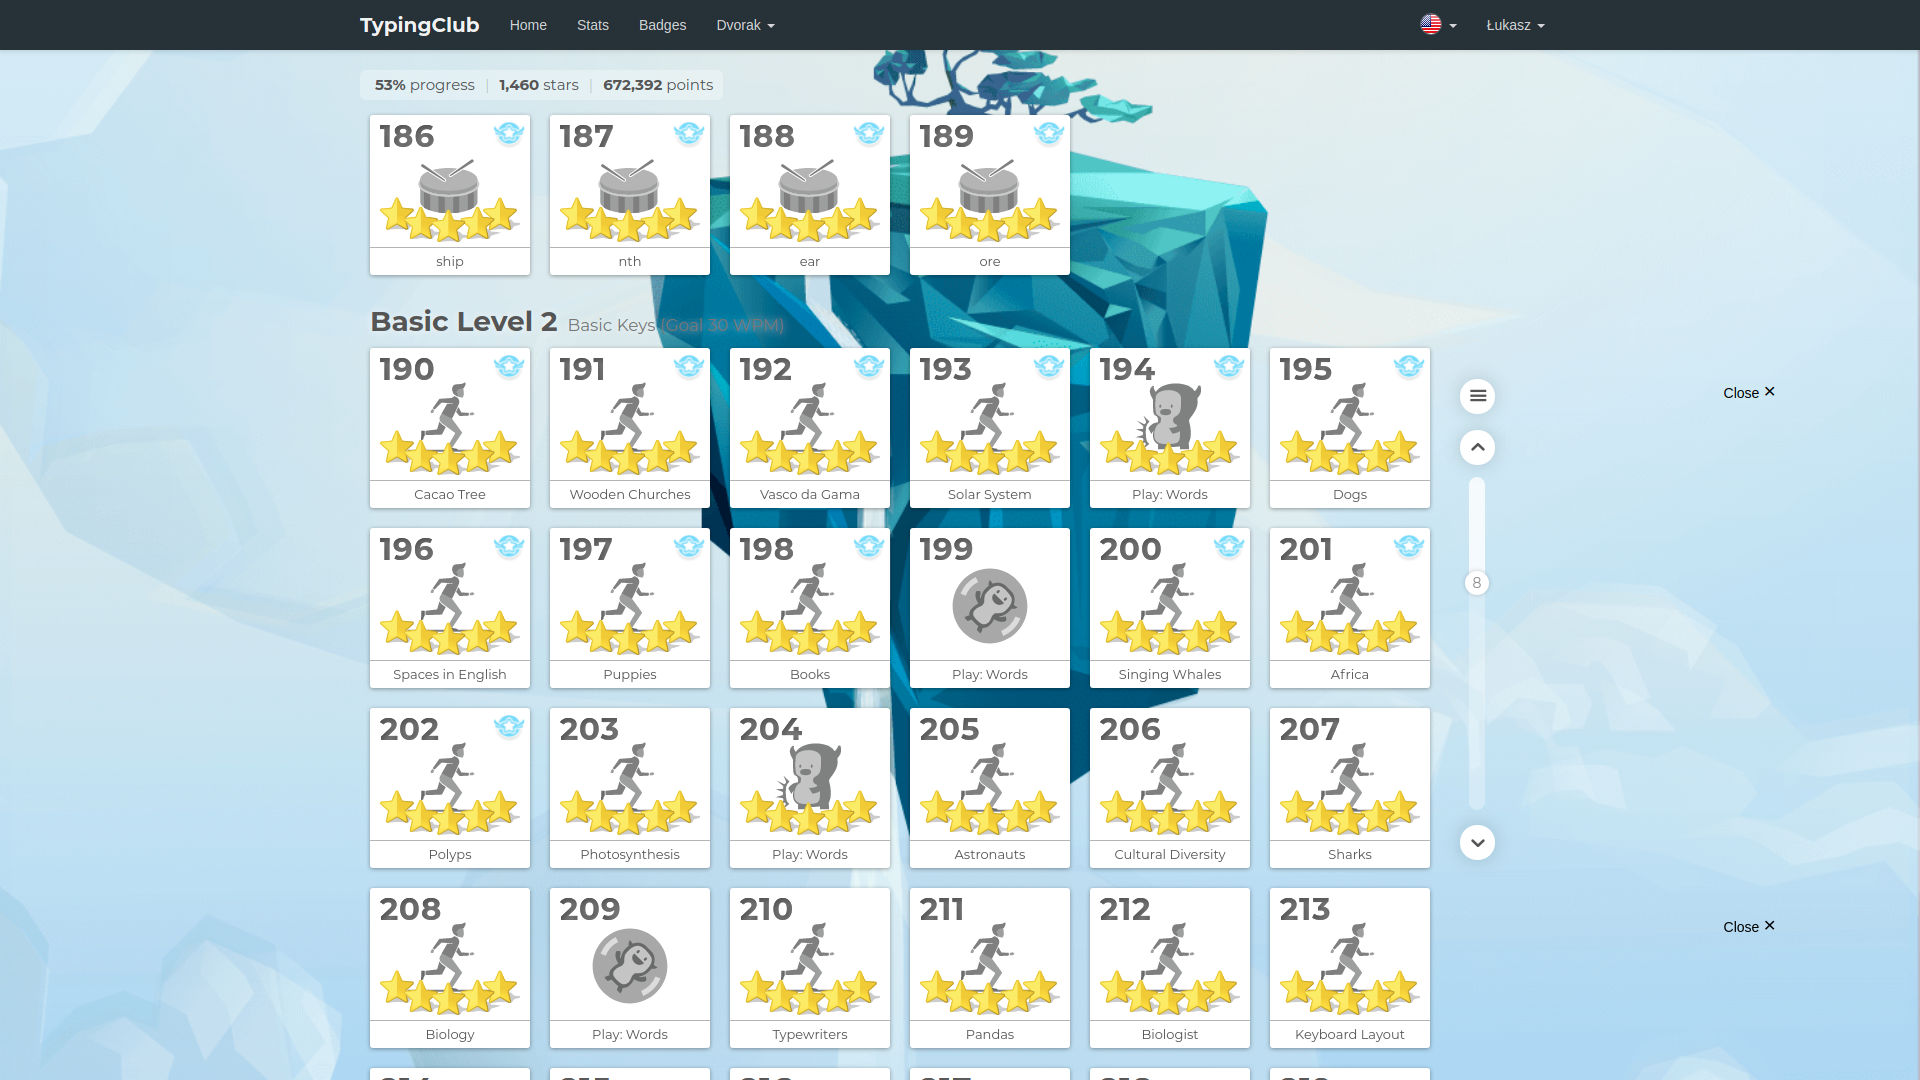 TypingClub Home Stats Badges Dvorak Łukasz
53% progress | 1,460 stars | 672,392 points
186 187 188 189
ship nth ear ore
Basic Level 2 Basic Keys (Goal 30 WPM)
190 191 192 193 194 195
Close ✕
Cacao Tree Wooden Churches Vasco da Gama Solar System Play: Words Dogs
196 197 198 199 200 201
8
Spaces in English Puppies Books Play: Words Singing Whales Africa
202 203 204 205 206 207
Polyps Photosynthesis Play: Words Astronauts Cultural Diversity Sharks
208 209 210 211 212 213
Close ✕
Biology Play: Words Typewriters Pandas Biologist Keyboard Layout